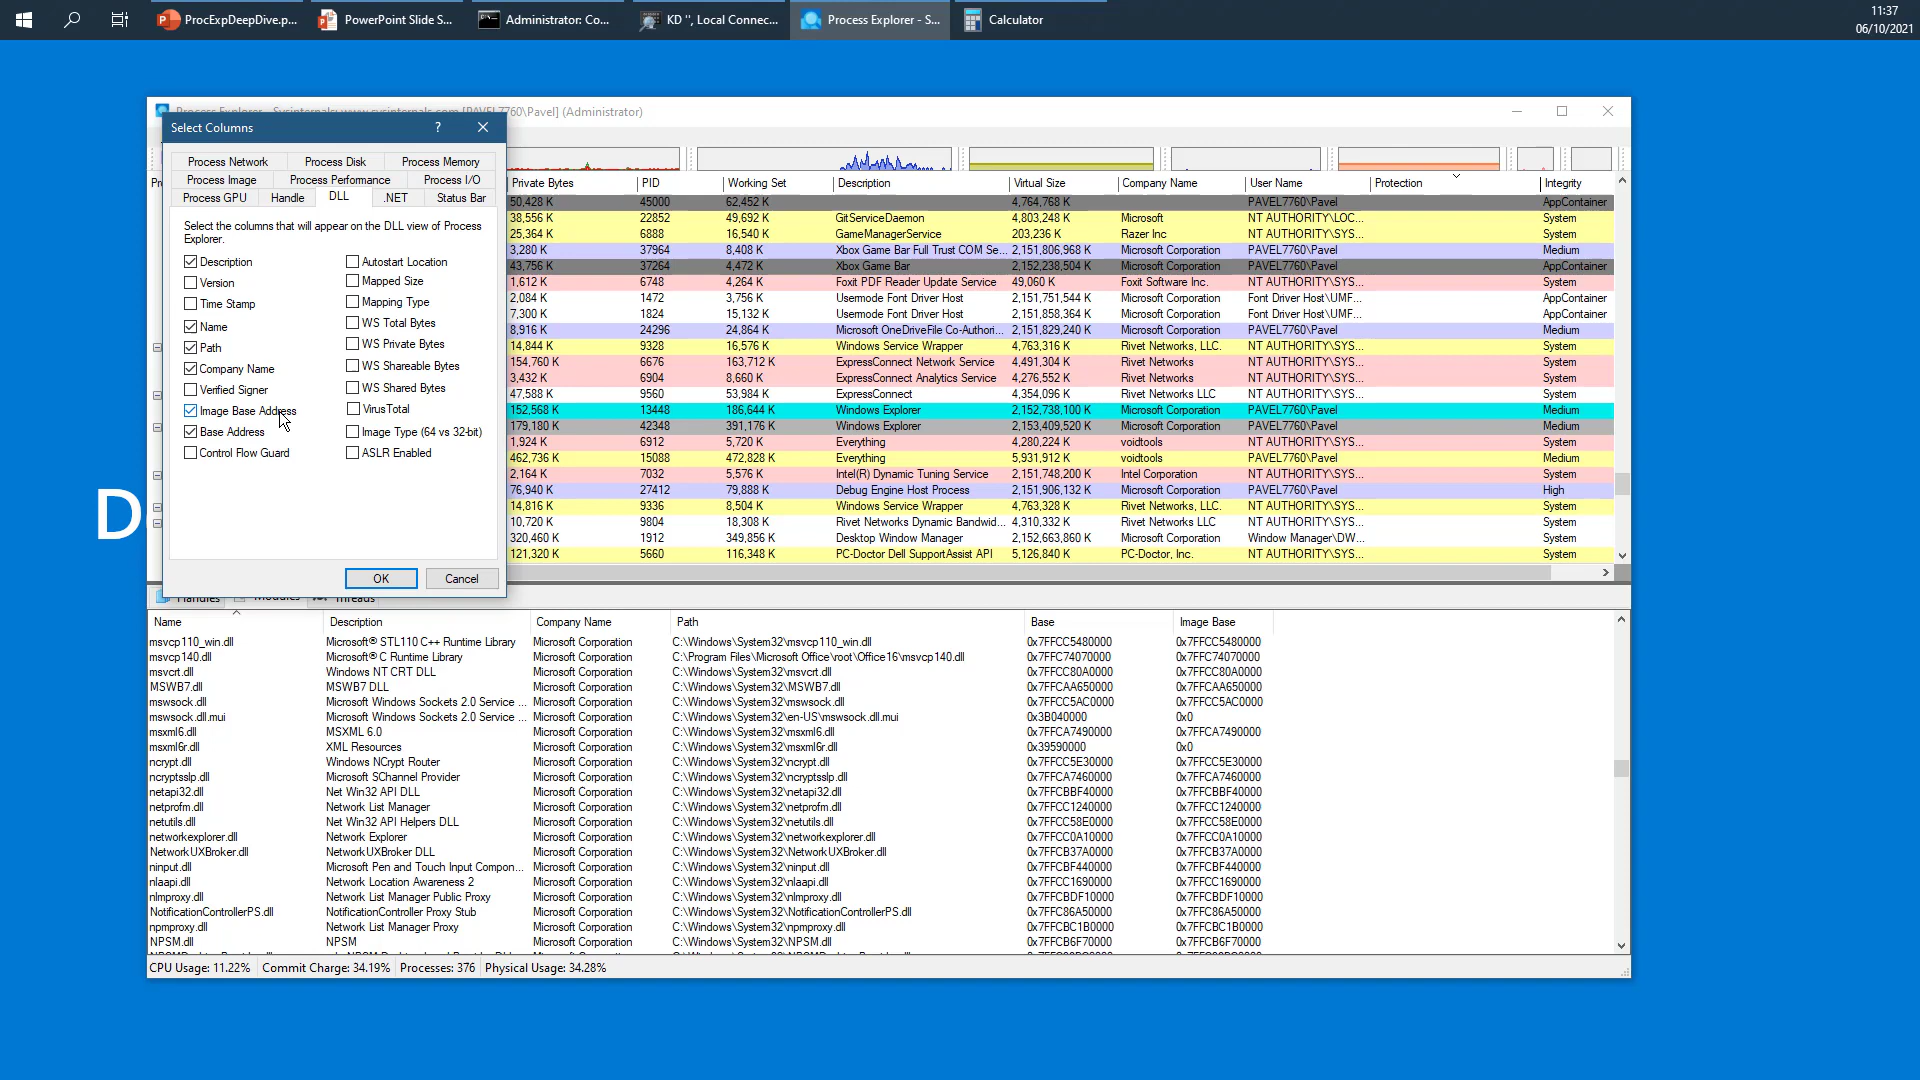 ProcExpDeepDive.p...
PowerPoint Slide S...
Administrator: Co...
KD '', Local Connec...
Process Explorer - S...
Calculator
11:37
06/10/2021
Process Explorer - Sysinternals: www.sysinternals.com [PAVEL7760\Pavel] (Administrator)
Select Columns
?
Process Network Process Disk Process Memory
Process Image Process Performance Process I/O
Process GPU Handle DLL .NET Status Bar
Select the columns that will appear on the DLL view of Process
Explorer.
Description Autostart Location
Version Mapped Size
Time Stamp Mapping Type
Name WS Total Bytes
Path WS Private Bytes
Company Name WS Shareable Bytes
Verified Signer WS Shared Bytes
Image Base Address VirusTotal
Base Address Image Type (64 vs 32-bit)
Control Flow Guard ASLR Enabled
OK Cancel
D
Private Bytes PID Working Set Description Virtual Size Company Name User Name Protection Integrity
50,428 K 45000 62,452 K 4,764,768 K PAVEL7760\Pavel AppContainer
38,556 K 22852 49,692 K GitServiceDaemon 4,803,248 K Microsoft NT AUTHORITY\LOC... System
25,364 K 6888 16,540 K GameManagerService 203,236 K Razer Inc NT AUTHORITY\SYS... System
3,280 K 37964 8,408 K Xbox Game Bar Full Trust COM Se... 2,151,806,968 K Microsoft Corporation PAVEL7760\Pavel Medium
43,756 K 37264 4,472 K Xbox Game Bar 2,152,238,504 K Microsoft Corporation PAVEL7760\Pavel AppContainer
1,612 K 6748 4,264 K Foxit PDF Reader Update Service 49,060 K Foxit Software Inc. NT AUTHORITY\SYS... System
2,084 K 1472 3,756 K Usermode Font Driver Host 2,151,751,544 K Microsoft Corporation Font Driver Host\UMF... AppContainer
7,300 K 1824 15,132 K Usermode Font Driver Host 2,151,858,364 K Microsoft Corporation Font Driver Host\UMF... AppContainer
8,916 K 24296 24,864 K Microsoft OneDriveFile Co-Authori... 2,151,829,240 K Microsoft Corporation PAVEL7760\Pavel Medium
14,844 K 9328 16,576 K Windows Service Wrapper 4,763,316 K Rivet Networks, LLC. NT AUTHORITY\SYS... System
154,760 K 6676 163,712 K ExpressConnect Network Service 4,491,304 K Rivet Networks NT AUTHORITY\SYS... System
3,432 K 6904 8,660 K ExpressConnect Analytics Service 4,276,552 K Rivet Networks NT AUTHORITY\SYS... System
47,588 K 9560 53,984 K ExpressConnect 4,354,096 K Rivet Networks LLC NT AUTHORITY\SYS... System
152,568 K 13448 186,644 K Windows Explorer 2,152,738,100 K Microsoft Corporation PAVEL7760\Pavel Medium
179,180 K 42348 391,176 K Windows Explorer 2,153,409,520 K Microsoft Corporation PAVEL7760\Pavel Medium
1,924 K 6912 5,720 K Everything 4,280,224 K voidtools NT AUTHORITY\SYS... System
462,736 K 15088 472,828 K Everything 5,931,912 K voidtools PAVEL7760\Pavel Medium
2,164 K 7032 5,576 K Intel(R) Dynamic Tuning Service 2,151,748,200 K Intel Corporation NT AUTHORITY\SYS... System
76,940 K 27412 79,888 K Debug Engine Host Process 2,151,906,132 K Microsoft Corporation PAVEL7760\Pavel High
14,816 K 9336 8,504 K Windows Service Wrapper 4,763,328 K Rivet Networks, LLC. NT AUTHORITY\SYS... System
10,720 K 9804 18,308 K Rivet Networks Dynamic Bandwid... 4,310,332 K Rivet Networks LLC NT AUTHORITY\SYS... System
320,460 K 1912 349,856 K Desktop Window Manager 2,152,663,860 K Microsoft Corporation Window Manager\DW... System
121,320 K 5660 116,348 K PC-Doctor Dell SupportAssist API 5,126,840 K PC-Doctor, Inc. NT AUTHORITY\SYS... System
Handles Modules Threads
Name Description Company Name Path Base Image Base
msvcp110_win.dll Microsoft® STL110 C++ Runtime Library Microsoft Corporation C:\Windows\System32\msvcp110_win.dll 0x7FFCC5480000 0x7FFCC5480000
msvcp140.dll Microsoft® C Runtime Library Microsoft Corporation C:\Program Files\Microsoft Office\root\Office16\msvcp140.dll 0x7FFC74070000 0x7FFC74070000
msvcrt.dll Windows NT CRT DLL Microsoft Corporation C:\Windows\System32\msvcrt.dll 0x7FFCC80A0000 0x7FFCC80A0000
MSWB7.dll MSWB7 DLL Microsoft Corporation C:\Windows\System32\MSWB7.dll 0x7FFCAA650000 0x7FFCAA650000
mswsock.dll Microsoft Windows Sockets 2.0 Service ... Microsoft Corporation C:\Windows\System32\mswsock.dll 0x7FFCC5AC0000 0x7FFCC5AC0000
mswsock.dll.mui Microsoft Windows Sockets 2.0 Service ... Microsoft Corporation C:\Windows\System32\en-US\mswsock.dll.mui 0x3B040000 0x0
msxml6.dll MSXML 6.0 Microsoft Corporation C:\Windows\System32\msxml6.dll 0x7FFCA7490000 0x7FFCA7490000
msxml6r.dll XML Resources Microsoft Corporation C:\Windows\System32\msxml6r.dll 0x39590000 0x0
ncrypt.dll Windows NCrypt Router Microsoft Corporation C:\Windows\System32\ncrypt.dll 0x7FFCC5E30000 0x7FFCC5E30000
ncryptsslp.dll Microsoft SChannel Provider Microsoft Corporation C:\Windows\System32\ncryptsslp.dll 0x7FFCA7460000 0x7FFCA7460000
netapi32.dll Net Win32 API DLL Microsoft Corporation C:\Windows\System32\netapi32.dll 0x7FFCBBF40000 0x7FFCBBF40000
netprofm.dll Network List Manager Microsoft Corporation C:\Windows\System32\netprofm.dll 0x7FFCC1240000 0x7FFCC1240000
netutils.dll Net Win32 API Helpers DLL Microsoft Corporation C:\Windows\System32\netutils.dll 0x7FFCC58E0000 0x7FFCC58E0000
networkexplorer.dll Network Explorer Microsoft Corporation C:\Windows\System32\networkexplorer.dll 0x7FFCC0A10000 0x7FFCC0A10000
NetworkUXBroker.dll NetworkUXBroker DLL Microsoft Corporation C:\Windows\System32\NetworkUXBroker.dll 0x7FFCB37A0000 0x7FFCB37A0000
ninput.dll Microsoft Pen and Touch Input Compon... Microsoft Corporation C:\Windows\System32\ninput.dll 0x7FFCBF440000 0x7FFCBF440000
nlaapi.dll Network Location Awareness 2 Microsoft Corporation C:\Windows\System32\nlaapi.dll 0x7FFCC1690000 0x7FFCC1690000
nlmproxy.dll Network List Manager Public Proxy Microsoft Corporation C:\Windows\System32\nlmproxy.dll 0x7FFCBDF10000 0x7FFCBDF10000
NotificationControllerPS.dll NotificationController Proxy Stub Microsoft Corporation C:\Windows\System32\NotificationControllerPS.dll 0x7FFC86A50000 0x7FFC86A50000
npmproxy.dll Network List Manager Proxy Microsoft Corporation C:\Windows\System32\npmproxy.dll 0x7FFCBC1B0000 0x7FFCBC1B0000
NPSM.dll NPSM Microsoft Corporation C:\Windows\System32\NPSM.dll 0x7FFCB6F70000 0x7FFCB6F70000
CPU Usage: 11.22% Commit Charge: 34.19% Processes: 376 Physical Usage: 34.28%